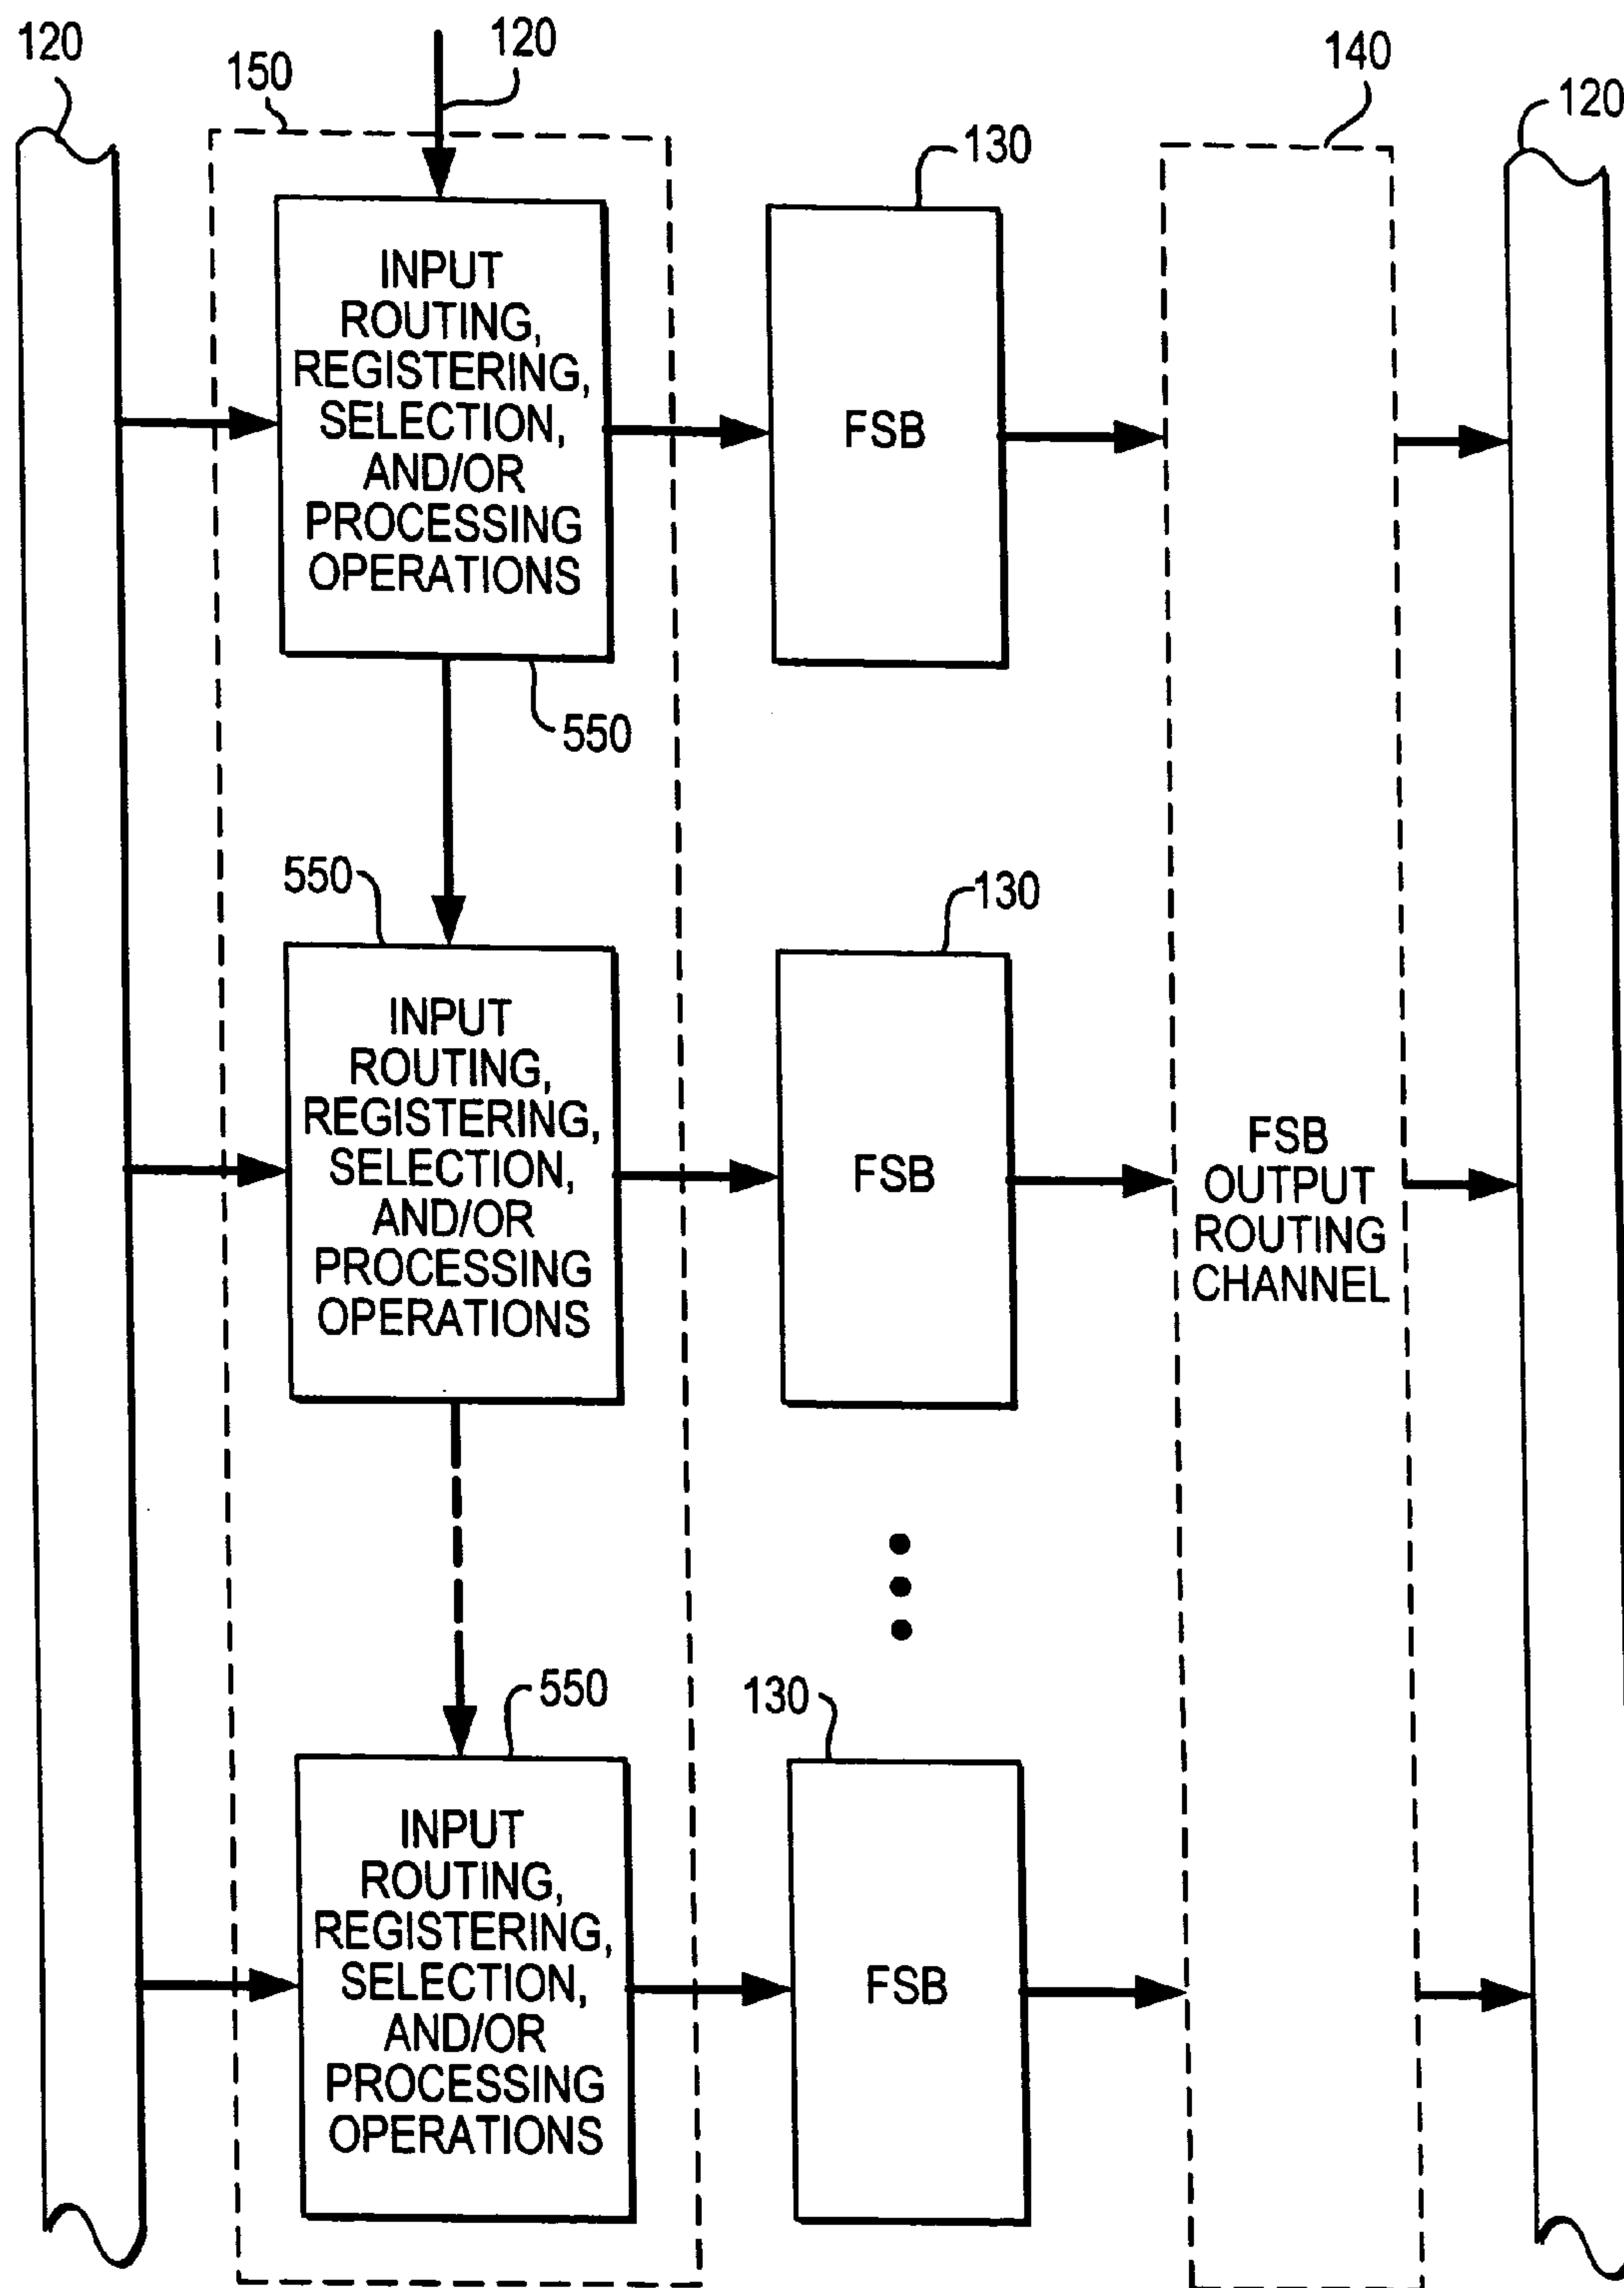 120
150
120
140
120
130
INPUT
ROUTING,
REGISTERING,
SELECTION,
AND/OR
PROCESSING
OPERATIONS
FSB
550
550
130
INPUT
ROUTING,
REGISTERING,
SELECTION,
AND/OR
PROCESSING
OPERATIONS
FSB
FSB
OUTPUT
ROUTING
CHANNEL
550
130
INPUT
ROUTING,
REGISTERING,
SELECTION,
AND/OR
PROCESSING
OPERATIONS
FSB